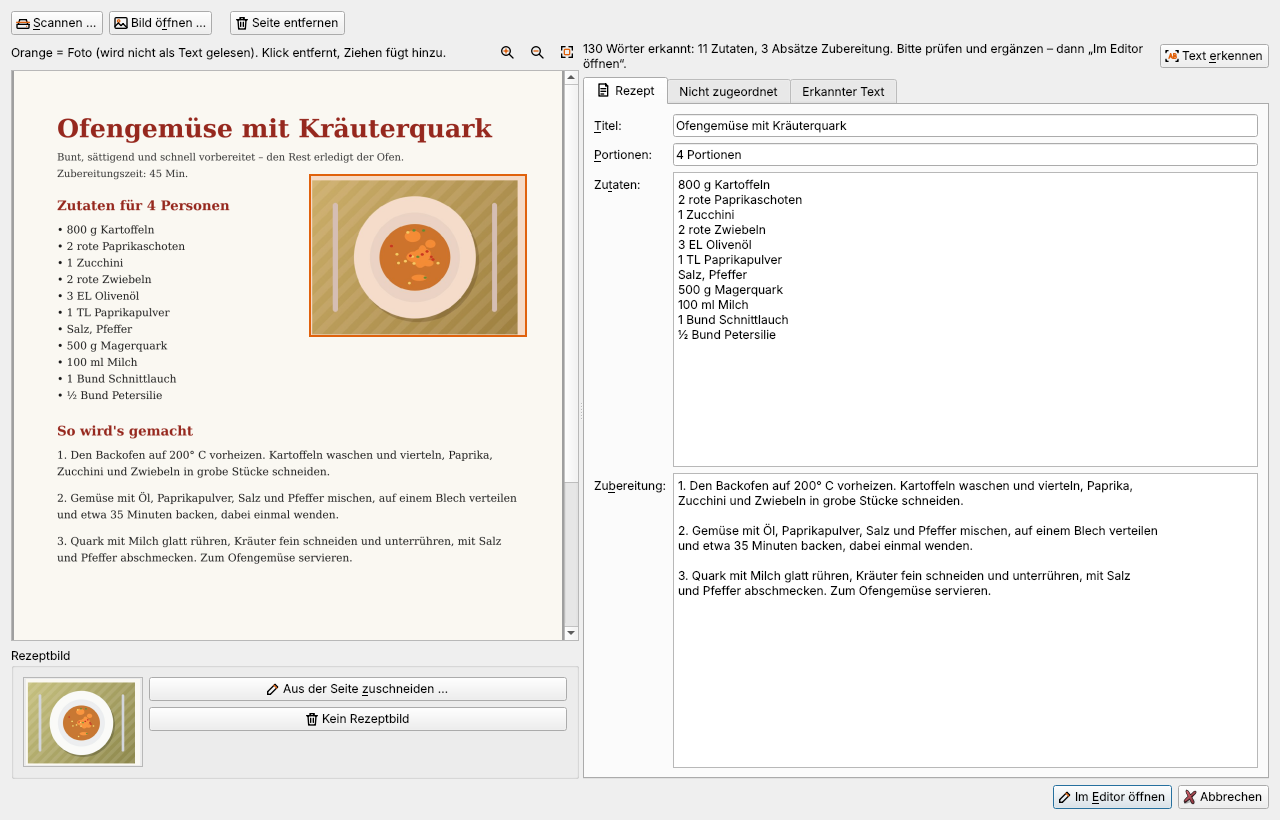 Scannen ...
Bild öffnen ...
Seite entfernen
Orange = Foto (wird nicht als Text gelesen). Klick entfernt, Ziehen fügt hinzu.
130 Wörter erkannt: 11 Zutaten, 3 Absätze Zubereitung. Bitte prüfen und ergänzen – dann „Im Editor
öffnen“.
Text erkennen
Ofengemüse mit Kräuterquark
Bunt, sättigend und schnell vorbereitet – den Rest erledigt der Ofen.
Zubereitungszeit: 45 Min.
Zutaten für 4 Personen
• 800 g Kartoffeln
• 2 rote Paprikaschoten
• 1 Zucchini
• 2 rote Zwiebeln
• 3 EL Olivenöl
• 1 TL Paprikapulver
• Salz, Pfeffer
• 500 g Magerquark
• 100 ml Milch
• 1 Bund Schnittlauch
• ½ Bund Petersilie
So wird's gemacht
1. Den Backofen auf 200° C vorheizen. Kartoffeln waschen und vierteln, Paprika,
Zucchini und Zwiebeln in grobe Stücke schneiden.
2. Gemüse mit Öl, Paprikapulver, Salz und Pfeffer mischen, auf einem Blech verteilen
und etwa 35 Minuten backen, dabei einmal wenden.
3. Quark mit Milch glatt rühren, Kräuter fein schneiden und unterrühren, mit Salz
und Pfeffer abschmecken. Zum Ofengemüse servieren.
Rezeptbild
Aus der Seite zuschneiden ...
Kein Rezeptbild
Rezept
Nicht zugeordnet
Erkannter Text
Titel:
Ofengemüse mit Kräuterquark
Portionen:
4 Portionen
Zutaten:
800 g Kartoffeln
2 rote Paprikaschoten
1 Zucchini
2 rote Zwiebeln
3 EL Olivenöl
1 TL Paprikapulver
Salz, Pfeffer
500 g Magerquark
100 ml Milch
1 Bund Schnittlauch
½ Bund Petersilie
Zubereitung:
1. Den Backofen auf 200° C vorheizen. Kartoffeln waschen und vierteln, Paprika,
Zucchini und Zwiebeln in grobe Stücke schneiden.
2. Gemüse mit Öl, Paprikapulver, Salz und Pfeffer mischen, auf einem Blech verteilen
und etwa 35 Minuten backen, dabei einmal wenden.
3. Quark mit Milch glatt rühren, Kräuter fein schneiden und unterrühren, mit Salz
und Pfeffer abschmecken. Zum Ofengemüse servieren.
Im Editor öffnen
Abbrechen